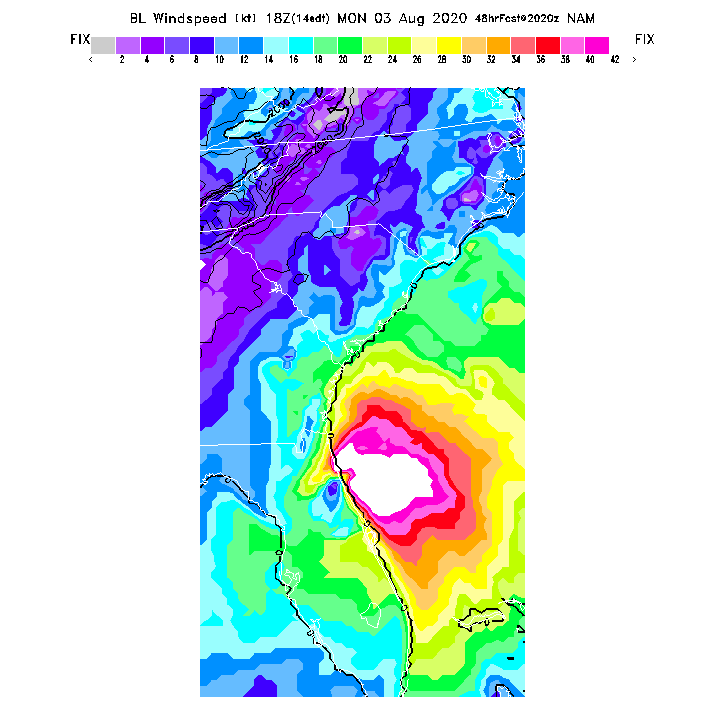 BL Windspeed [kt] 18Z(14edt) MON 03 Aug 2020 48hrFcst@2020z NAM
FIX FIX
< 2 4 6 8 10 12 14 16 18 20 22 24 26 28 30 32 34 36 38 40 42 >